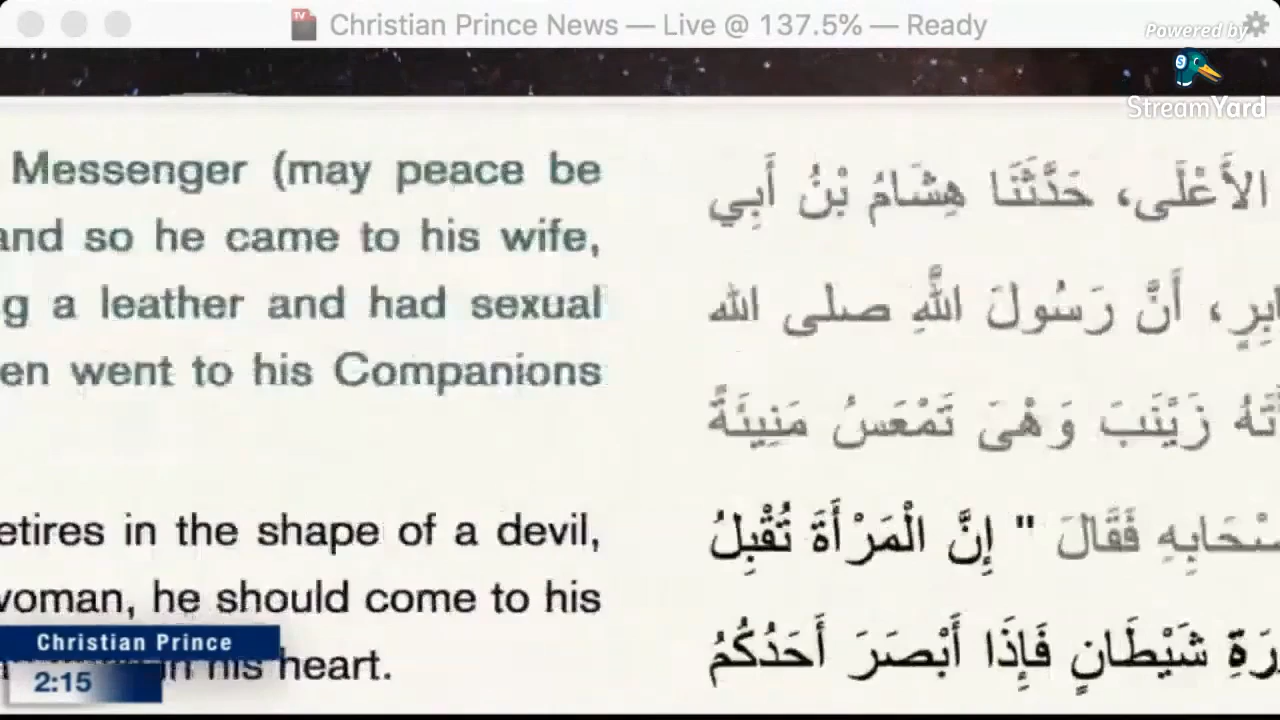 Christian Prince News — Live @ 137.5% — Ready
Powered by
StreamYard
Messenger (may peace be
and so he came to his wife,
g a leather and had sexual
en went to his Companions
etires in the shape of a devil,
woman, he should come to his
in his heart.
الأَعْلَى، حَدَّثَنَا هِشَامُ بْنُ أَبِي
ابِرٍ، أَنَّ رَسُولَ اللَّهِ صلى الله
أَتَهُ زَيْنَبَ وَهْىَ تَمْعَسُ مَنِيئَةً
صْحَابِهِ فَقَالَ " إِنَّ الْمَرْأَةَ تُقْبِلُ
ورَةِ شَيْطَانٍ فَإِذَا أَبْصَرَ أَحَدُكُمُ
Christian Prince
2:15